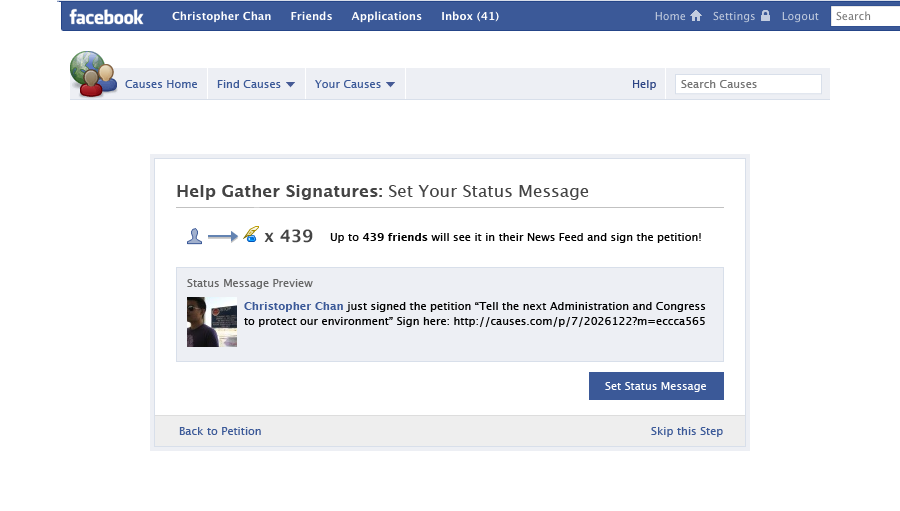 facebook Christopher Chan Friends Applications Inbox (41) Home Settings Logout Search
Causes Home Find Causes Your Causes Help Search Causes
Help Gather Signatures: Set Your Status Message
x 439 Up to 439 friends will see it in their News Feed and sign the petition!
Status Message Preview
Christopher Chan just signed the petition “Tell the next Administration and Congress
to protect our environment” Sign here: http://causes.com/p/7/2026122?m=eccca565
Set Status Message
Back to Petition Skip this Step